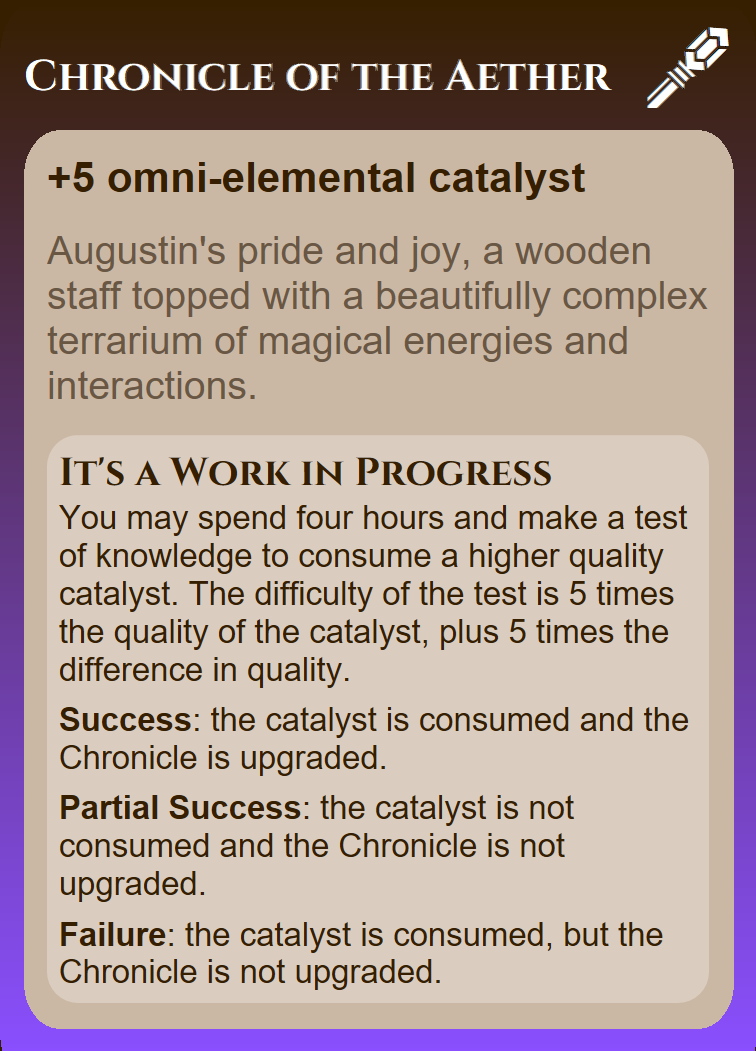 Chronicle of the Aether
+5 omni-elemental catalyst
Augustin's pride and joy, a wooden
staff topped with a beautifully complex
terrarium of magical energies and
interactions.
It's a Work in Progress
You may spend four hours and make a test
of knowledge to consume a higher quality
catalyst. The difficulty of the test is 5 times
the quality of the catalyst, plus 5 times the
difference in quality.
Success: the catalyst is consumed and the
Chronicle is upgraded.
Partial Success: the catalyst is not
consumed and the Chronicle is not
upgraded.
Failure: the catalyst is consumed, but the
Chronicle is not upgraded.